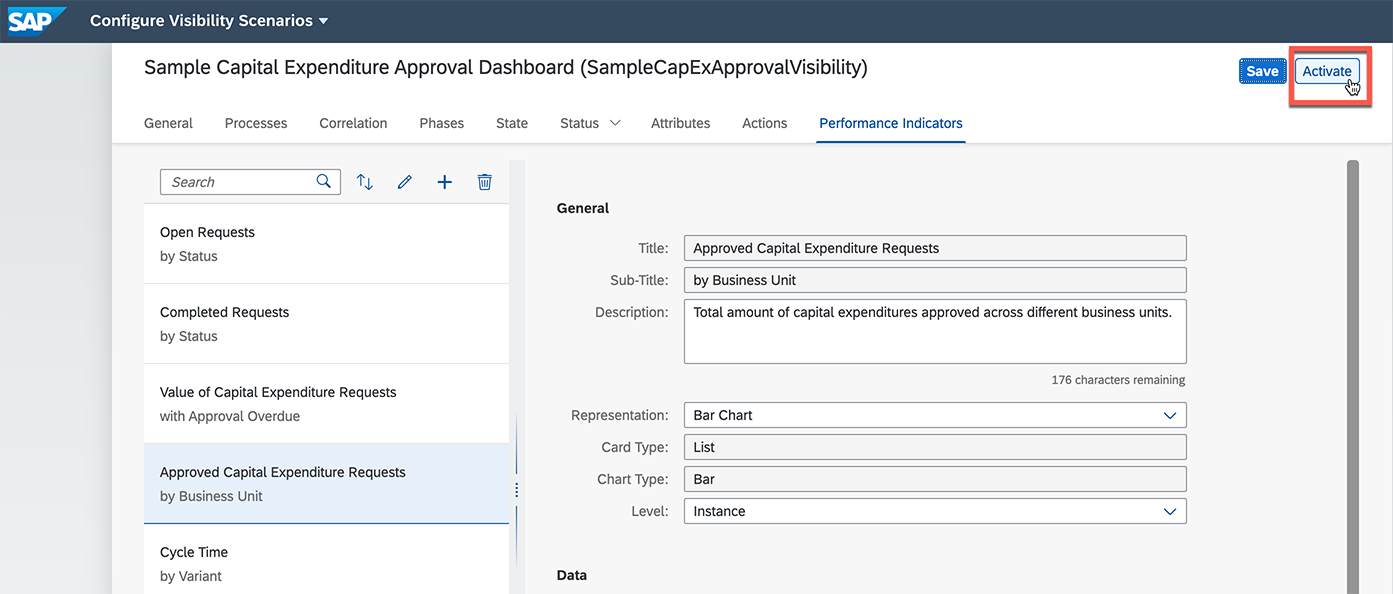 SAP Configure Visibility Scenarios
Sample Capital Expenditure Approval Dashboard (SampleCapExApprovalVisibility)
Save Activate
General Processes Correlation Phases State Status Attributes Actions Performance Indicators
Search
Open Requests
by Status
Completed Requests
by Status
Value of Capital Expenditure Requests
with Approval Overdue
Approved Capital Expenditure Requests
by Business Unit
Cycle Time
by Variant
General
Title: Approved Capital Expenditure Requests
Sub-Title: by Business Unit
Description: Total amount of capital expenditures approved across different business units.
176 characters remaining
Representation: Bar Chart
Card Type: List
Chart Type: Bar
Level: Instance
Data